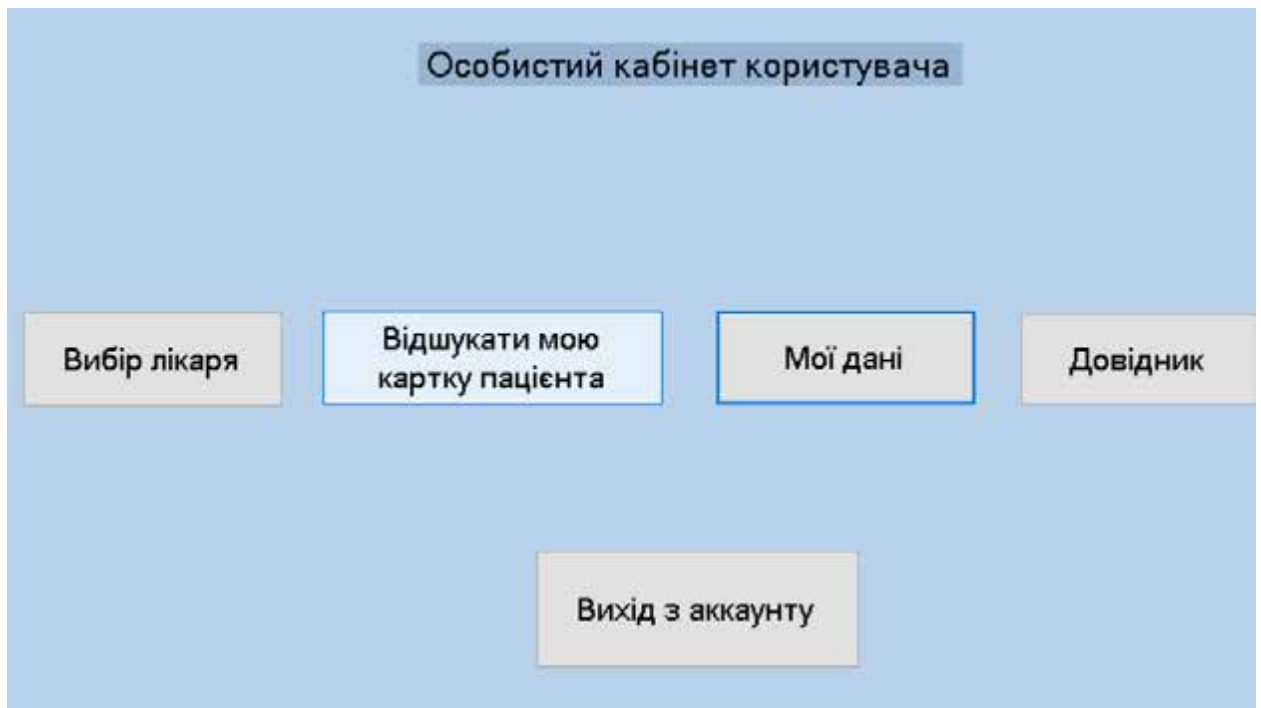 Особистий кабінет користувача
Вибір лікаря
Відшукати мою
картку пацієнта
Мої дані
Довідник
Вихід з аккаунту